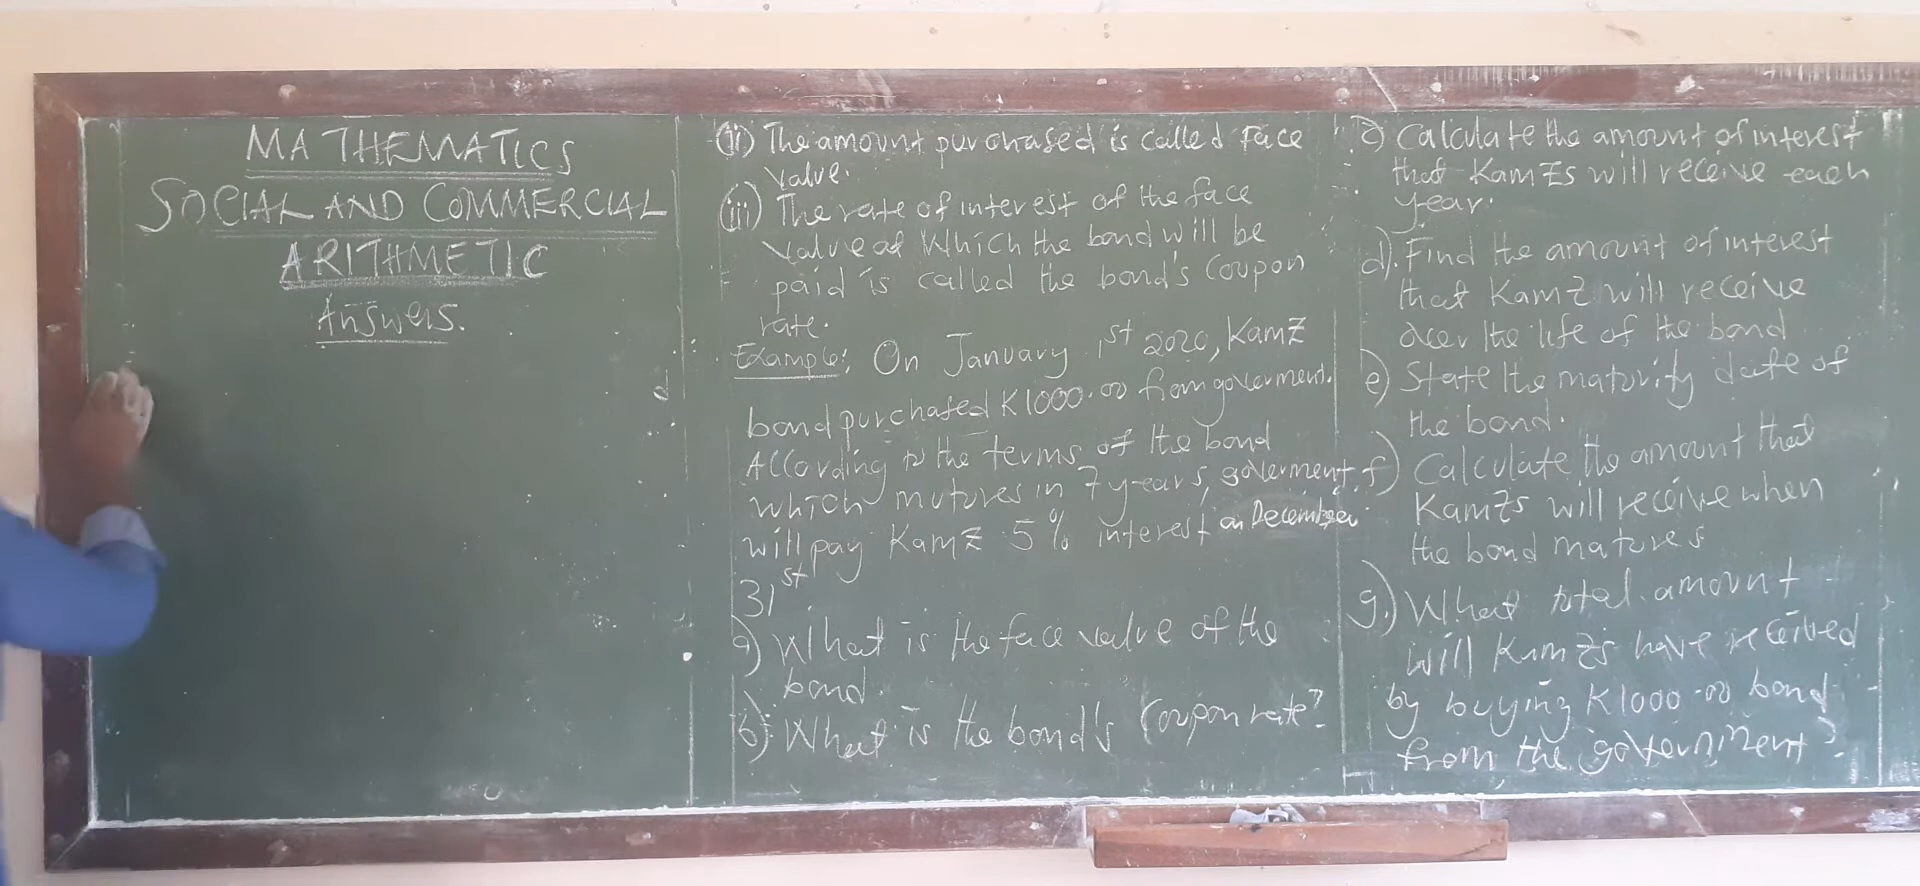 MATHEMATICS
SOCIAL AND COMMERCIAL
ARITHMETIC
Answers.
(ii) The amount purchased is called Face
Value.
(iii) The rate of interest of the face
Value at Which the bond will be
paid is called the bond's Coupon
rate.
Example: On January 1st 2020, KamZ
bond purchased K1000.00 from goverment.
According to the terms of the bond
which mutures in 7 years, goverment
will pay KamZ 5% interest on December
31st
a) What is the face value of the
bond.
b) What is the bond's Coupon rate?
c) Calculate the amount of interest
that KamZs will receive each
year.
d). Find the amount of interest
that KamZ will receive
over the life of the bond
e) State the maturity date of
the bond.
f) Calculate the amount that
KamZs will receive when
the bond matures
g.) What total amount
will KamZs have received
by buying K1000.00 bond
from the government?